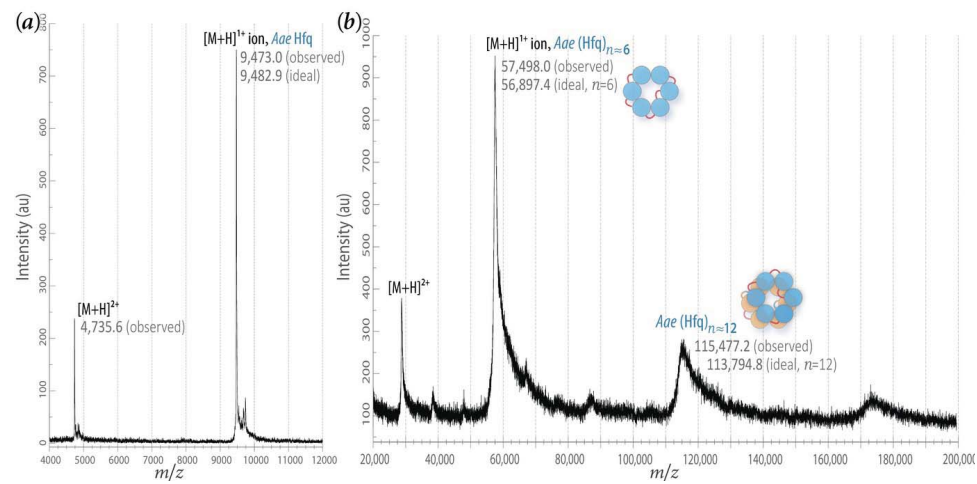 (a)
[M+H]¹⁺ ion, Aae Hfq
9,473.0 (observed)
9,482.9 (ideal)
[M+H]²⁺
4,735.6 (observed)
Intensity (au)
800
700
600
500
400
300
200
100
0
4000 5000 6000 7000 8000 9000 10000 11000 12000
m/z
(b)
[M+H]¹⁺ ion, Aae (Hfq)n≈6
57,498.0 (observed)
56,897.4 (ideal, n=6)
[M+H]²⁺
Aae (Hfq)n≈12
115,477.2 (observed)
113,794.8 (ideal, n=12)
Intensity (au)
1000
900
800
700
600
500
400
300
200
100
20,000 40,000 60,000 80,000 100,000 120,000 140,000 160,000 180,000 200,000
m/z